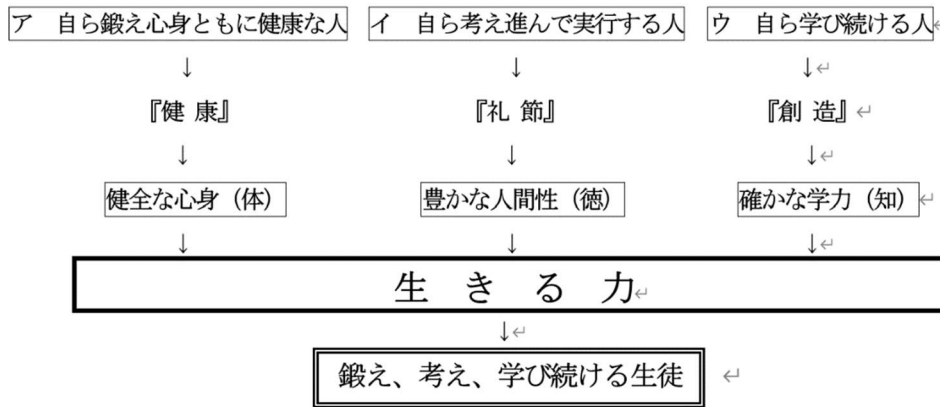 ア　自ら鍛え心身ともに健康な人　イ　自ら考え進んで実行する人　ウ　自ら学び続ける人
↓　↓　↓
『健 康』　『礼 節』　『創 造』
↓　↓　↓
健全な心身（体）　豊かな人間性（徳）　確かな学力（知）
↓　↓　↓
生　き　る　力
↓
鍛え、考え、学び続ける生徒